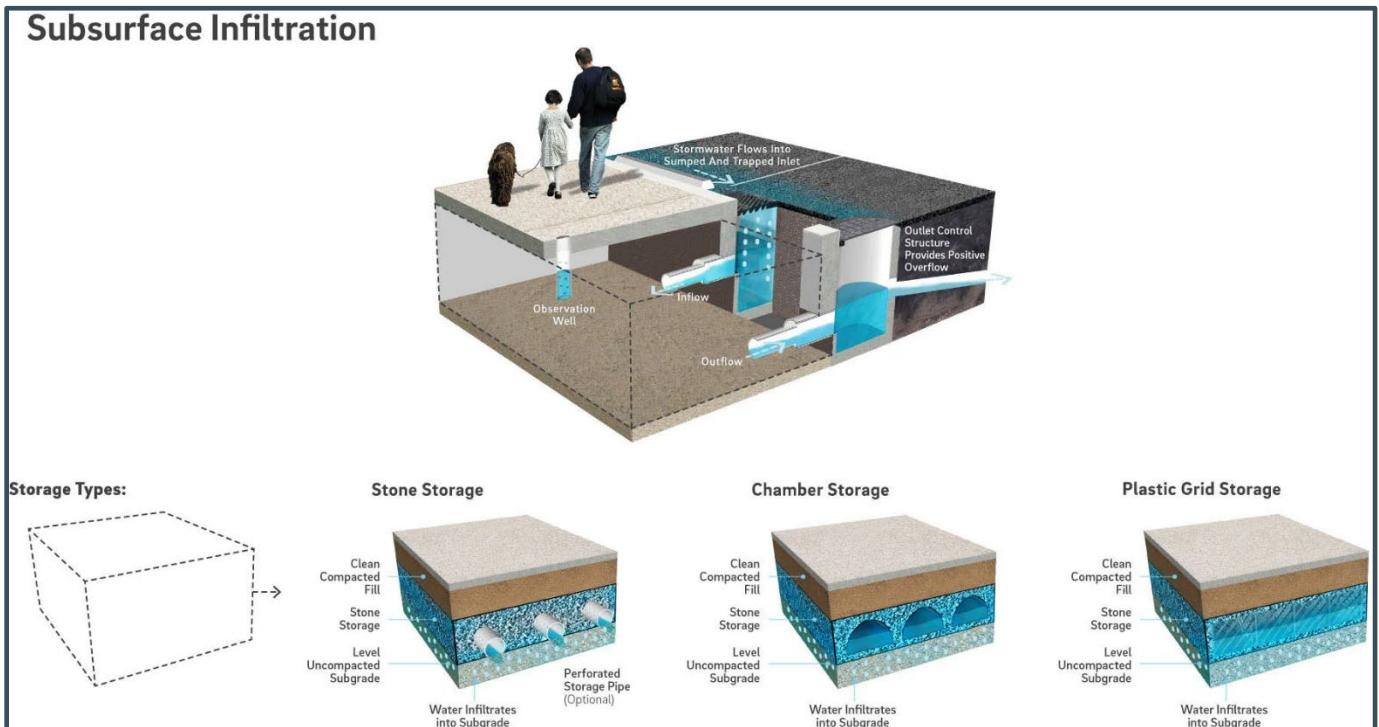 Subsurface Infiltration
Stormwater Flows Into
Sumped And Trapped Inlet
Outlet Control
Structure
Provides Positive
Overflow
Inflow
Observation
Well
Outflow
Storage Types:
Stone Storage
Clean
Compacted
Fill
Stone
Storage
Level
Uncompacted
Subgrade
Perforated
Storage Pipe
(Optional)
Water Infiltrates
into Subgrade
Chamber Storage
Clean
Compacted
Fill
Stone
Storage
Level
Uncompacted
Subgrade
Water Infiltrates
into Subgrade
Plastic Grid Storage
Clean
Compacted
Fill
Stone
Storage
Level
Uncompacted
Subgrade
Water Infiltrates
into Subgrade